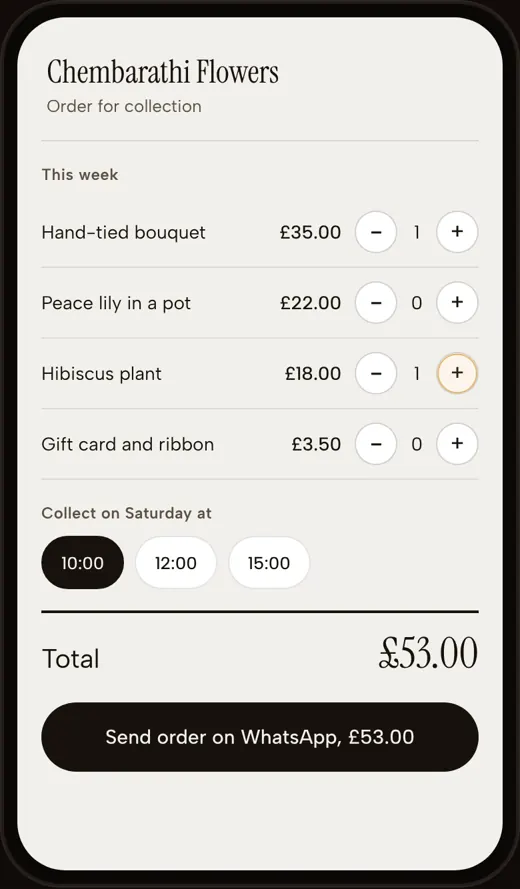 Chembarathi Flowers
Order for collection
This week
Hand-tied bouquet £35.00 − 1 +
Peace lily in a pot £22.00 − 0 +
Hibiscus plant £18.00 − 1 +
Gift card and ribbon £3.50 − 0 +
Collect on Saturday at
10:00 12:00 15:00
Total £53.00
Send order on WhatsApp, £53.00